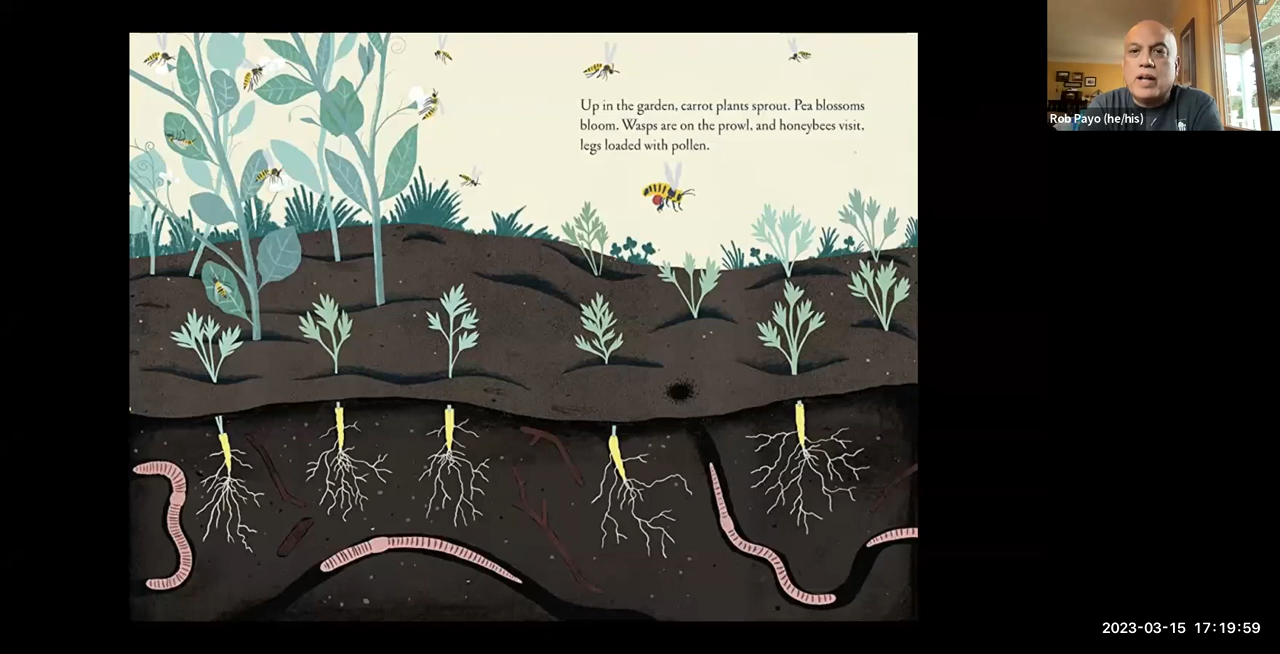 Up in the garden, carrot plants sprout. Pea blossoms
bloom. Wasps are on the prowl, and honeybees visit,
legs loaded with pollen.
Rob Payo (he/his)
2023-03-15 17:19:59